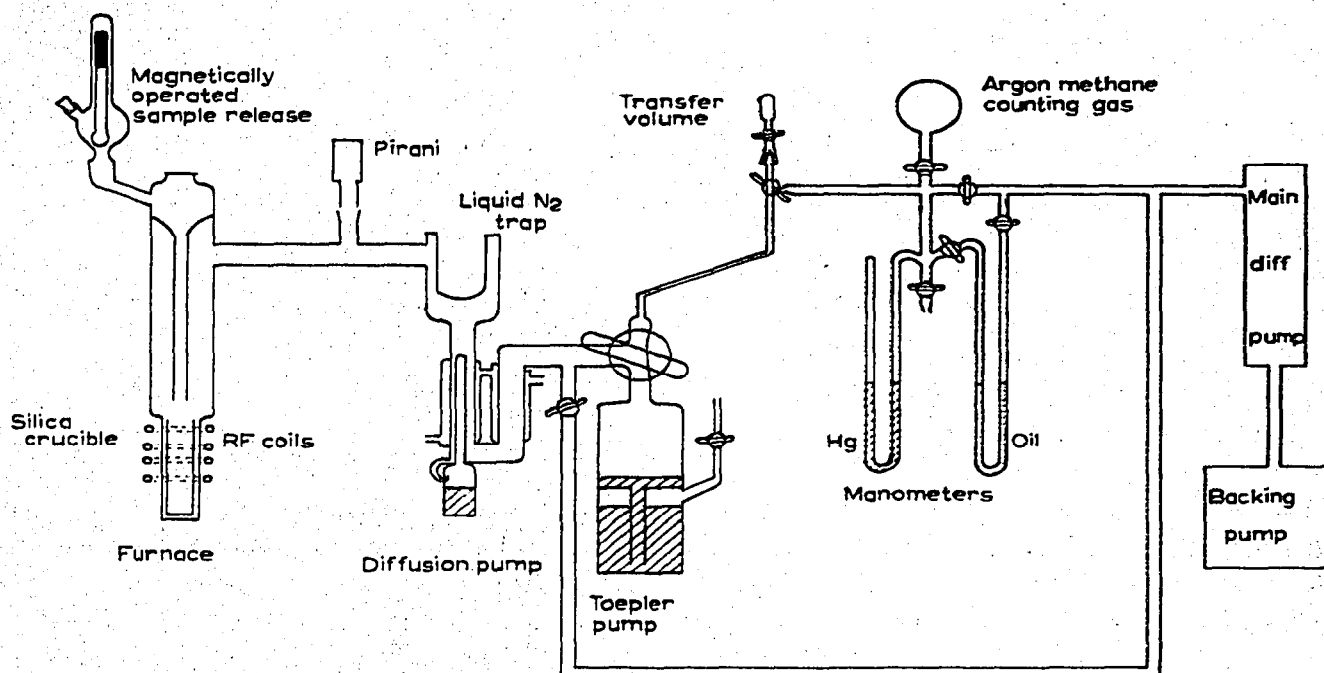 Magnetically
operated
sample release
Pirani
Liquid N₂
trap
Transfer
volume
Argon methane
counting gas
Main
diff
pump
Silica
crucible
RF coils
Hg
Oil
Manometers
Backing
pump
Furnace
Diffusion pump
Toepler
pump